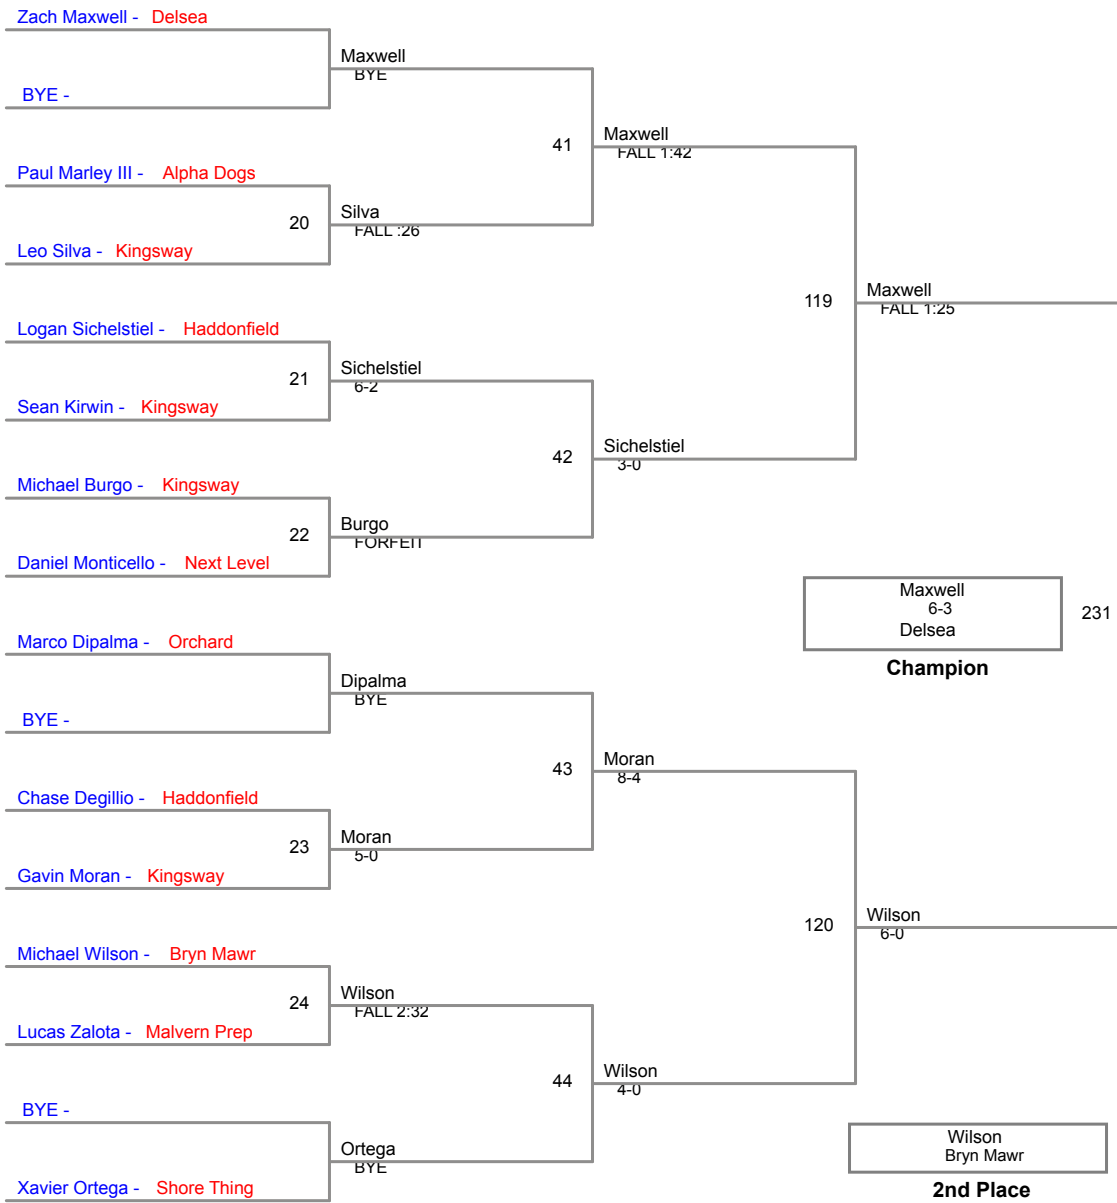 Zach Maxwell - Delsea
Maxwell
BYE
BYE -
41
Maxwell
FALL 1:42
Paul Marley III - Alpha Dogs
20
Silva
FALL :26
Leo Silva - Kingsway
119
Maxwell
FALL 1:25
Logan Sichelstiel - Haddonfield
21
Sichelstiel
6-2
Sean Kirwin - Kingsway
42
Sichelstiel
3-0
Michael Burgo - Kingsway
22
Burgo
FORFEIT
Daniel Monticello - Next Level
Maxwell
6-3
Delsea
231
Champion
Marco Dipalma - Orchard
Dipalma
BYE
BYE -
43
Moran
8-4
Chase Degillio - Haddonfield
23
Moran
5-0
Gavin Moran - Kingsway
120
Wilson
6-0
Michael Wilson - Bryn Mawr
24
Wilson
FALL 2:32
Lucas Zalota - Malvern Prep
44
Wilson
4-0
BYE -
Ortega
BYE
Xavier Ortega - Shore Thing
Wilson
Bryn Mawr
2nd Place